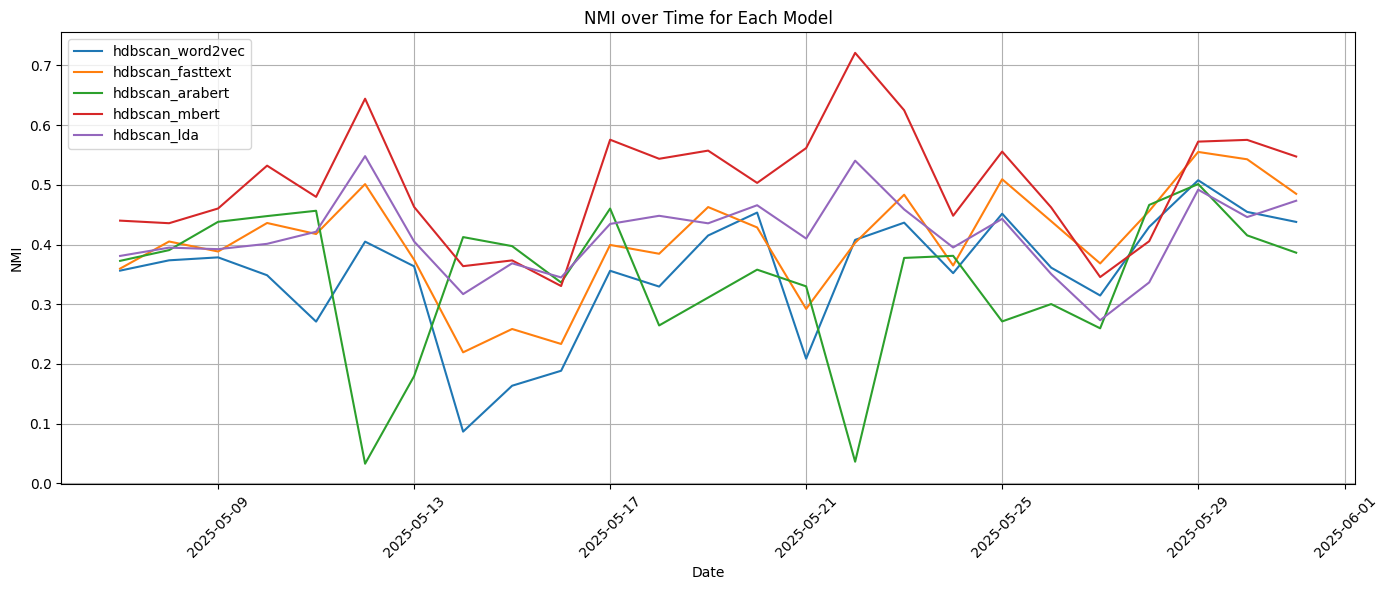 NMI over Time for Each Model
hdbscan_word2vec
hdbscan_fasttext
hdbscan_arabert
hdbscan_mbert
hdbscan_lda
NMI
0.7
0.6
0.5
0.4
0.3
0.2
0.1
0.0
2025-05-09
2025-05-13
2025-05-17
2025-05-21
2025-05-25
2025-05-29
2025-06-01
Date